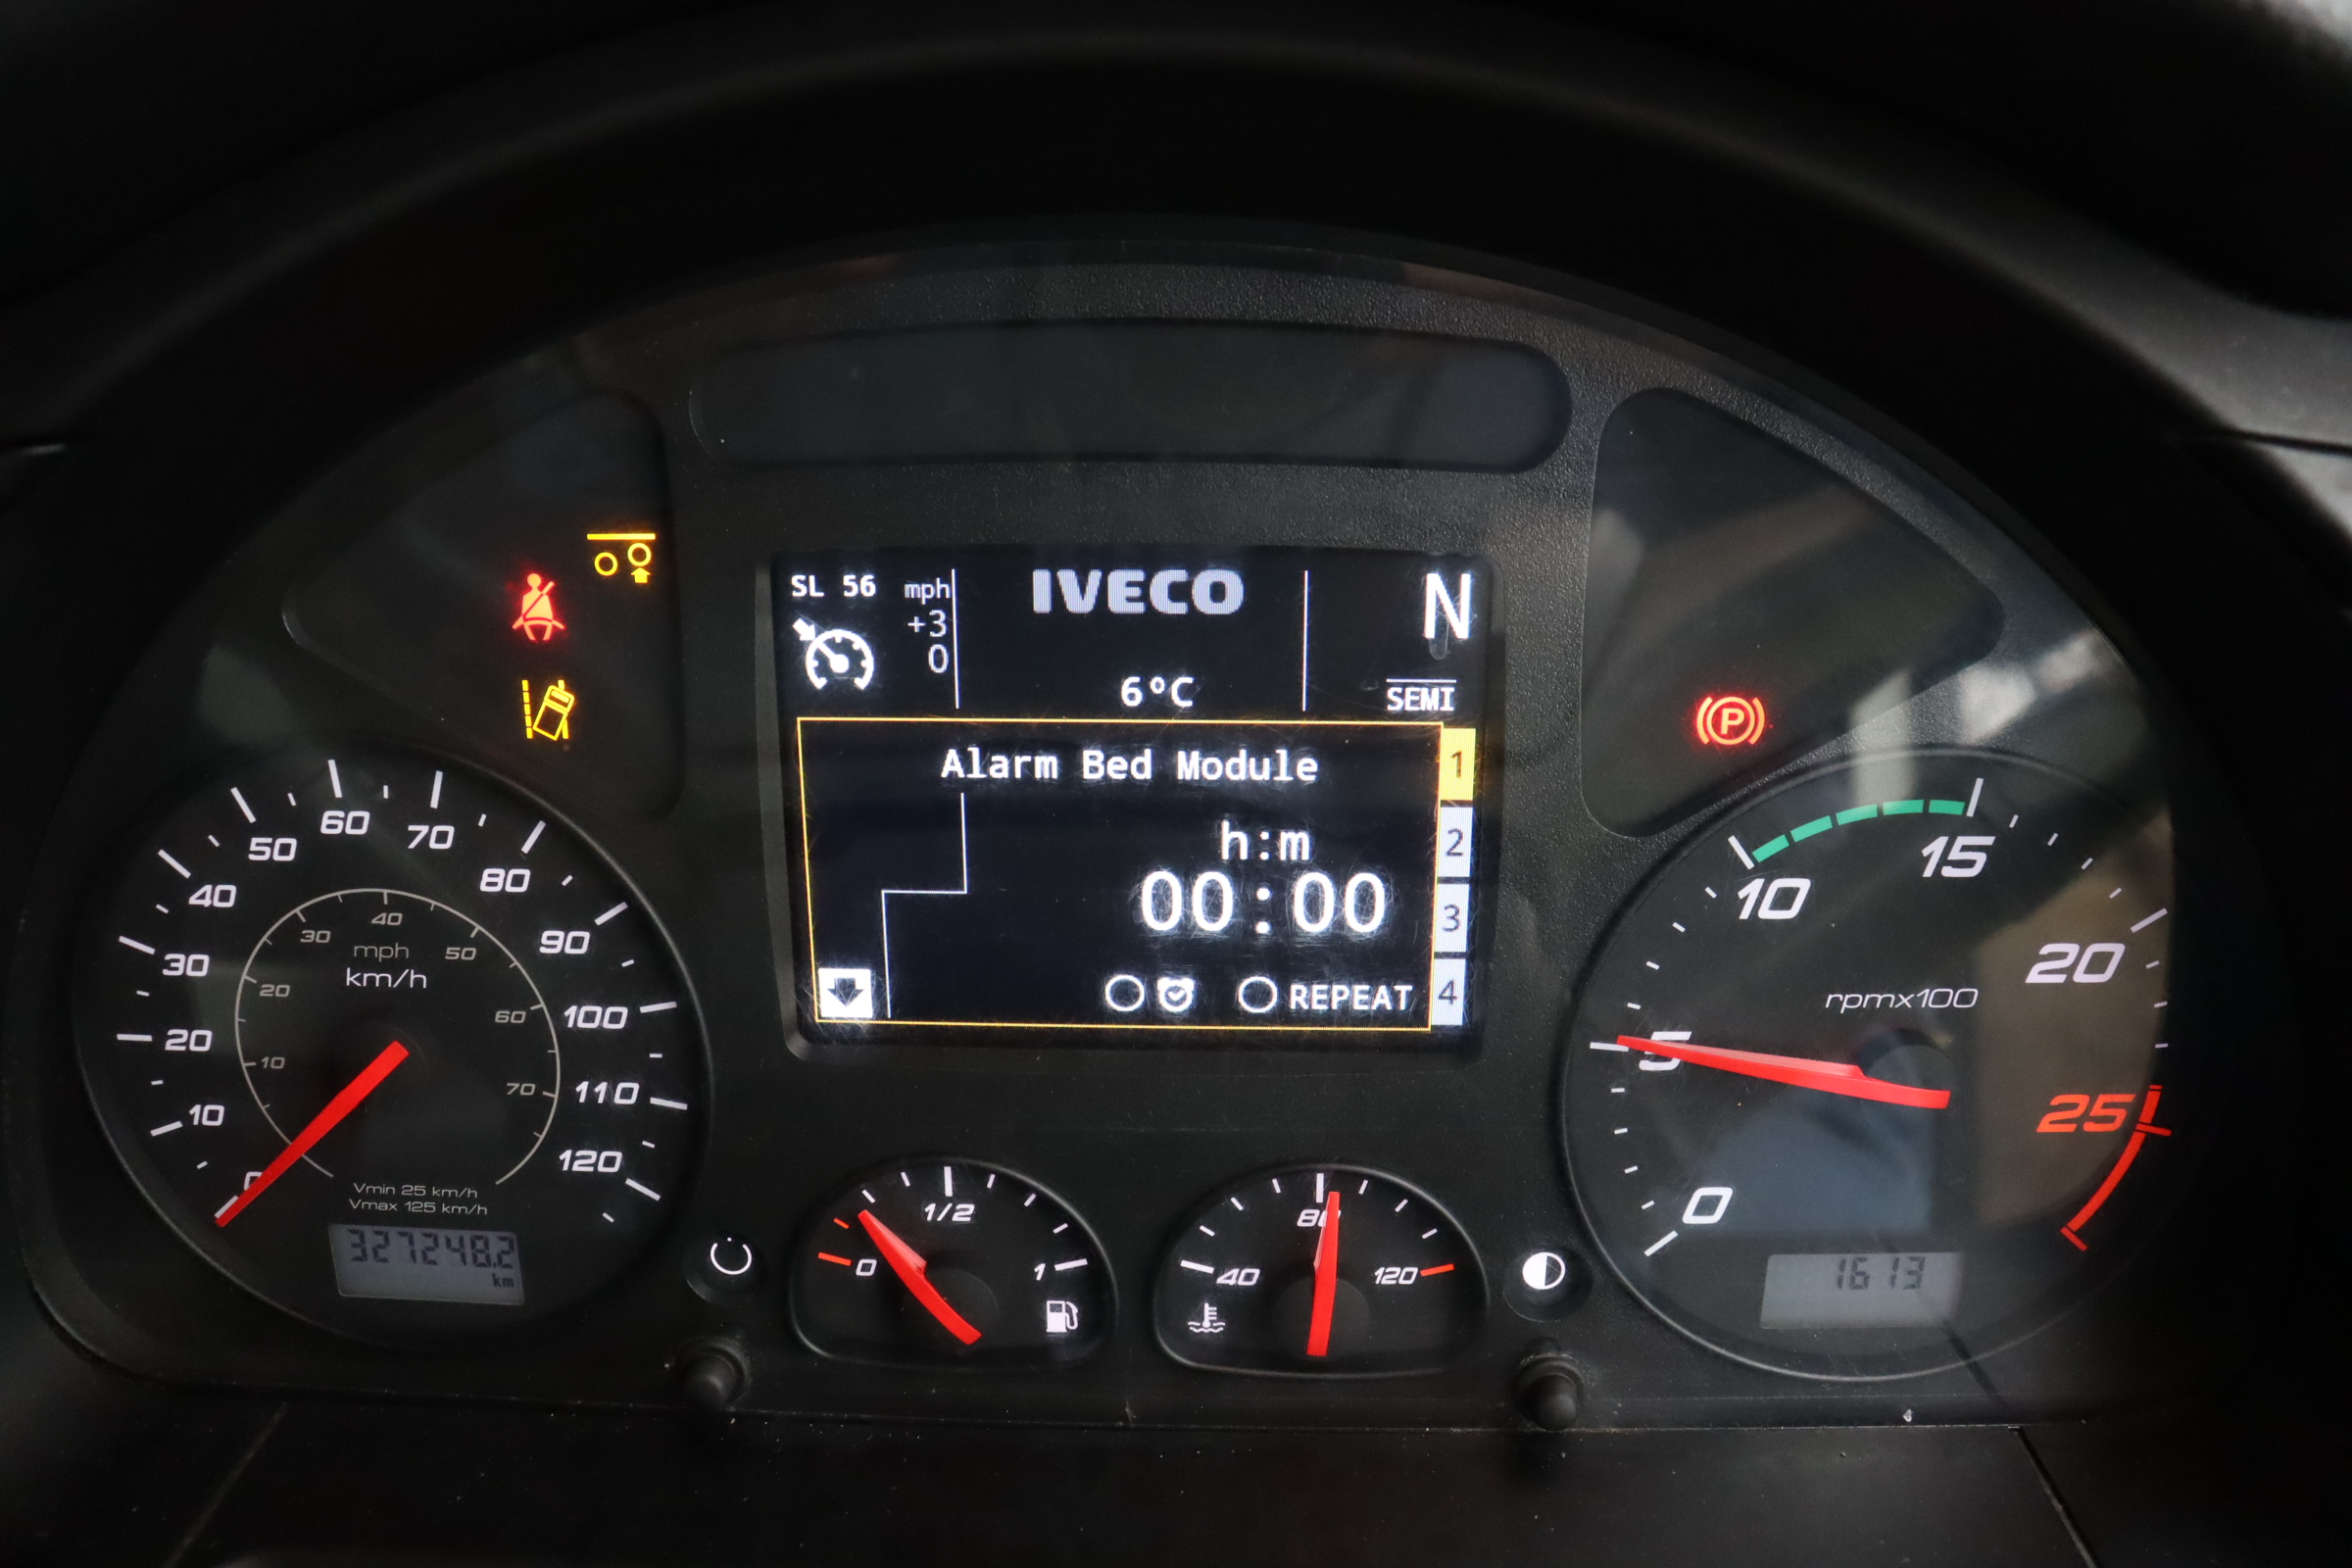 SL 56 mph
+3
0
IVECO
6°C
N
SEMI
Alarm Bed Module
h:m
00:00
REPEAT
1
2
3
4
P
0
10
20
30
40
50
60
70
80
90
100
110
120
10
20
30
40
50
60
70
mph
km/h
Vmin 25 km/h
Vmax 125 km/h
327248.2
km
0
1/2
1
40
80
120
0
5
10
15
20
25
rpmx100
1613